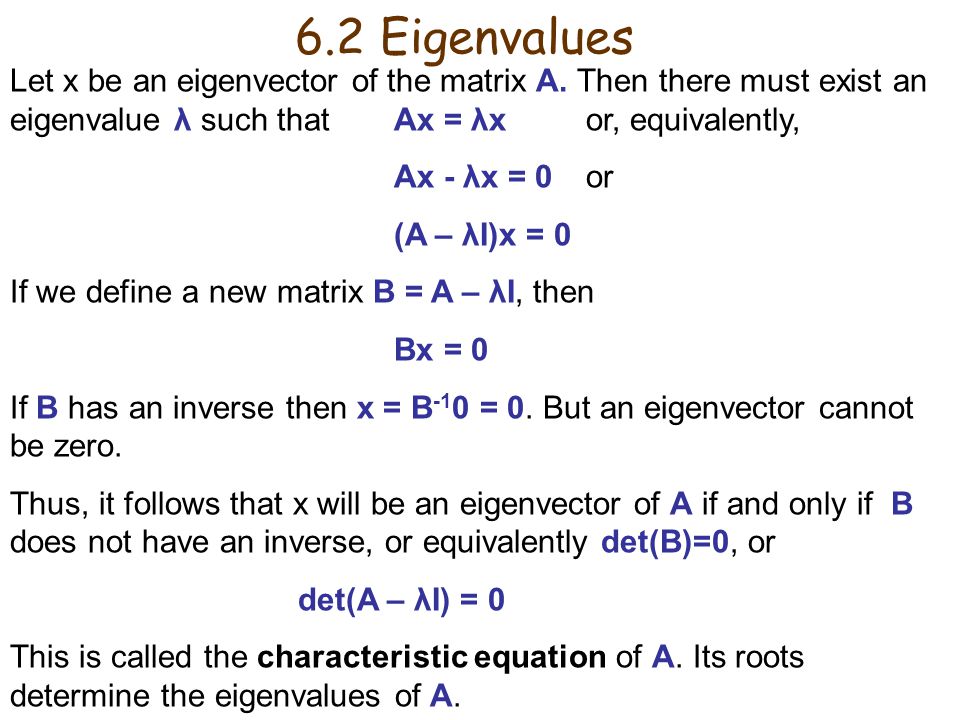 6.2 Eigenvalues
Let x be an eigenvector of the matrix A. Then there must exist an
eigenvalue λ such that Ax = λx or, equivalently,
Ax - λx = 0 or
(A – λI)x = 0
If we define a new matrix B = A – λI, then
Bx = 0
If B has an inverse then x = B⁻¹0 = 0. But an eigenvector cannot
be zero.
Thus, it follows that x will be an eigenvector of A if and only if B
does not have an inverse, or equivalently det(B)=0, or
det(A – λI) = 0
This is called the characteristic equation of A. Its roots
determine the eigenvalues of A.